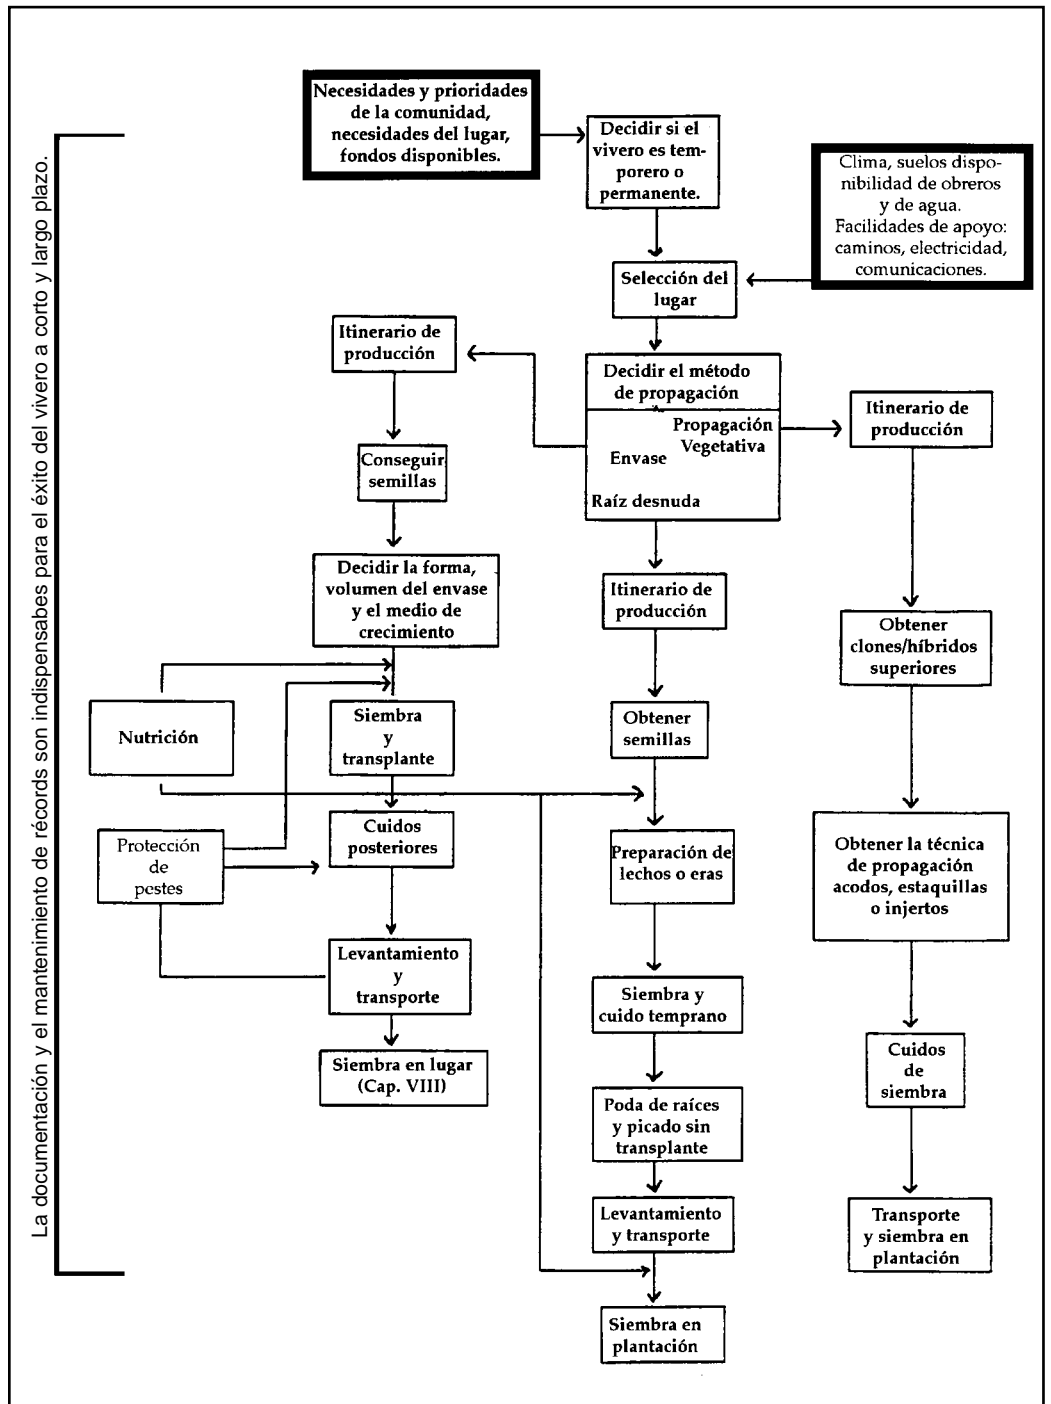 La documentación y el mantenimiento de récords son indispensabes para el éxito del vivero a corto y largo plazo.
Necesidades y prioridades
de la comunidad,
necesidades del lugar,
fondos disponibles.
Decidir si el
vivero es tem-
porero o
permanente.
Clima, suelos dispo-
nibilidad de obreros
y de agua.
Facilidades de apoyo:
caminos, electricidad,
comunicaciones.
Selección del
lugar
Decidir el método
de propagación
Propagación
Vegetativa
Envase
Raíz desnuda
Itinerario de
producción
Conseguir
semillas
Decidir la forma,
volumen del envase
y el medio de
crecimiento
Nutrición
Siembra
y
transplante
Protección
de
pestes
Cuidos
posteriores
Levantamiento
y
transporte
Siembra en lugar
(Cap. VIII)
Itinerario de
producción
Obtener
semillas
Preparación de
lechos o eras
Siembra y
cuido temprano
Poda de raíces
y picado sin
transplante
Levantamiento
y transporte
Siembra en
plantación
Itinerario de
producción
Obtener
clones/híbridos
superiores
Obtener la técnica
de propagación
acodos, estaquillas
o injertos
Cuidos
de
siembra
Transporte
y siembra en
plantación